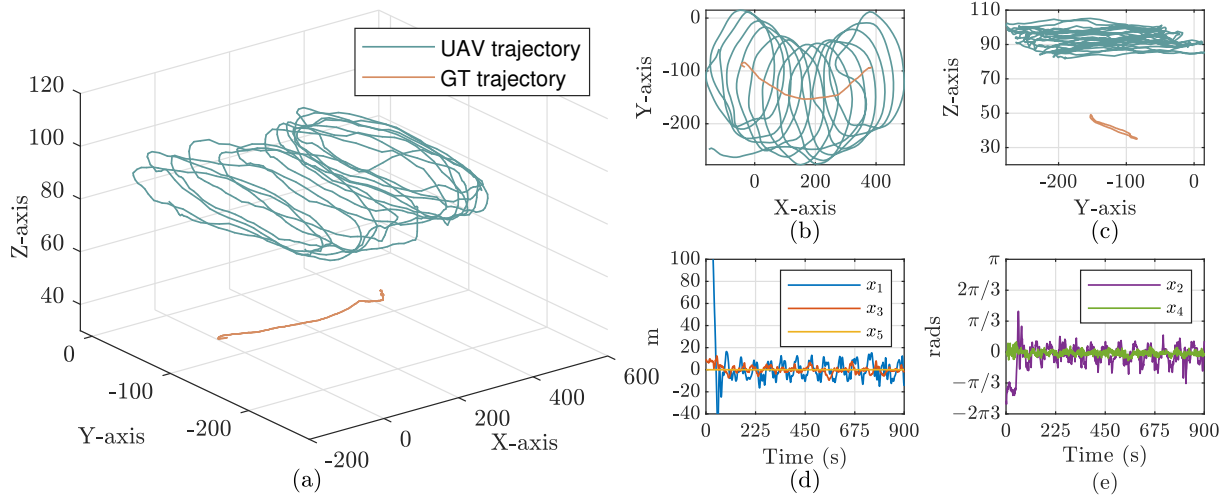 UAV trajectory
GT trajectory
120
100
80
60
40
Z-axis
0
-100
-200
Y-axis
-200
0
200
400
600
X-axis
(a)
0
-100
-200
Y-axis
0
200
400
X-axis
(b)
110
90
70
50
30
Z-axis
-200
-100
0
Y-axis
(c)
100
80
60
40
20
0
-20
-40
m
x₁
x₃
x₅
0
225
450
675
900
Time (s)
(d)
π
2π/3
π/3
0
−π/3
−2π3
rads
x₂
x₄
0
225
450
675
900
Time (s)
(e)